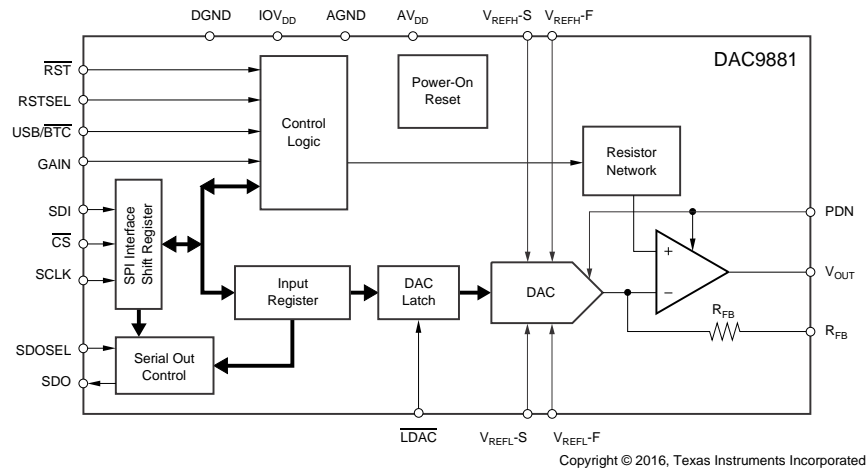 DGND IOVDD AGND AVDD VREFH-S VREFH-F
DAC9881
RST
RSTSEL
USB/BTC
GAIN
SDI
CS
SCLK
SDOSEL
SDO
Control
Logic
Power-On
Reset
Resistor
Network
SPI Interface
Shift Register
Input
Register
DAC
Latch
DAC
Serial Out
Control
+
−
PDN
VOUT
RFB
RFB
LDAC VREFL-S VREFL-F
Copyright © 2016, Texas Instruments Incorporated